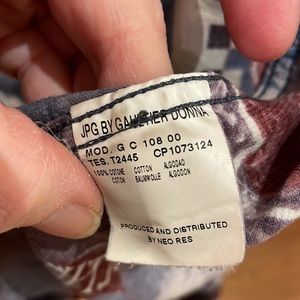 JPG BY GAULTIER DONNA
MOD. G C 108 00
TES. T2445 CP1073124
100% COTONE COTTON ALGODAO
COTON BAUMWOLLE ALGODON
PRODUCED AND DISTRIBUTED
BY NEO RES